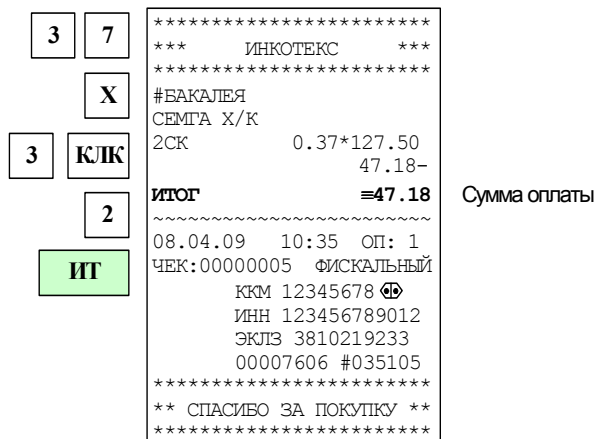 3 7
X
3 КЛК
2
ИТ
************************
*** ИНКОТЕКС ***
************************
#БАКАЛЕЯ
СЕМГА Х/К
2СК 0.37*127.50
47.18-
ИТОГ ≡47.18
~~~~~~~~~~~~~~~~~~~~~~~~
08.04.09 10:35 ОП: 1
ЧЕК:00000005 ФИСКАЛЬНЫЙ
ККМ 12345678
ИНН 123456789012
ЭКЛЗ 3810219233
00007606 #035105
************************
** СПАСИБО ЗА ПОКУПКУ **
************************
Сумма оплаты